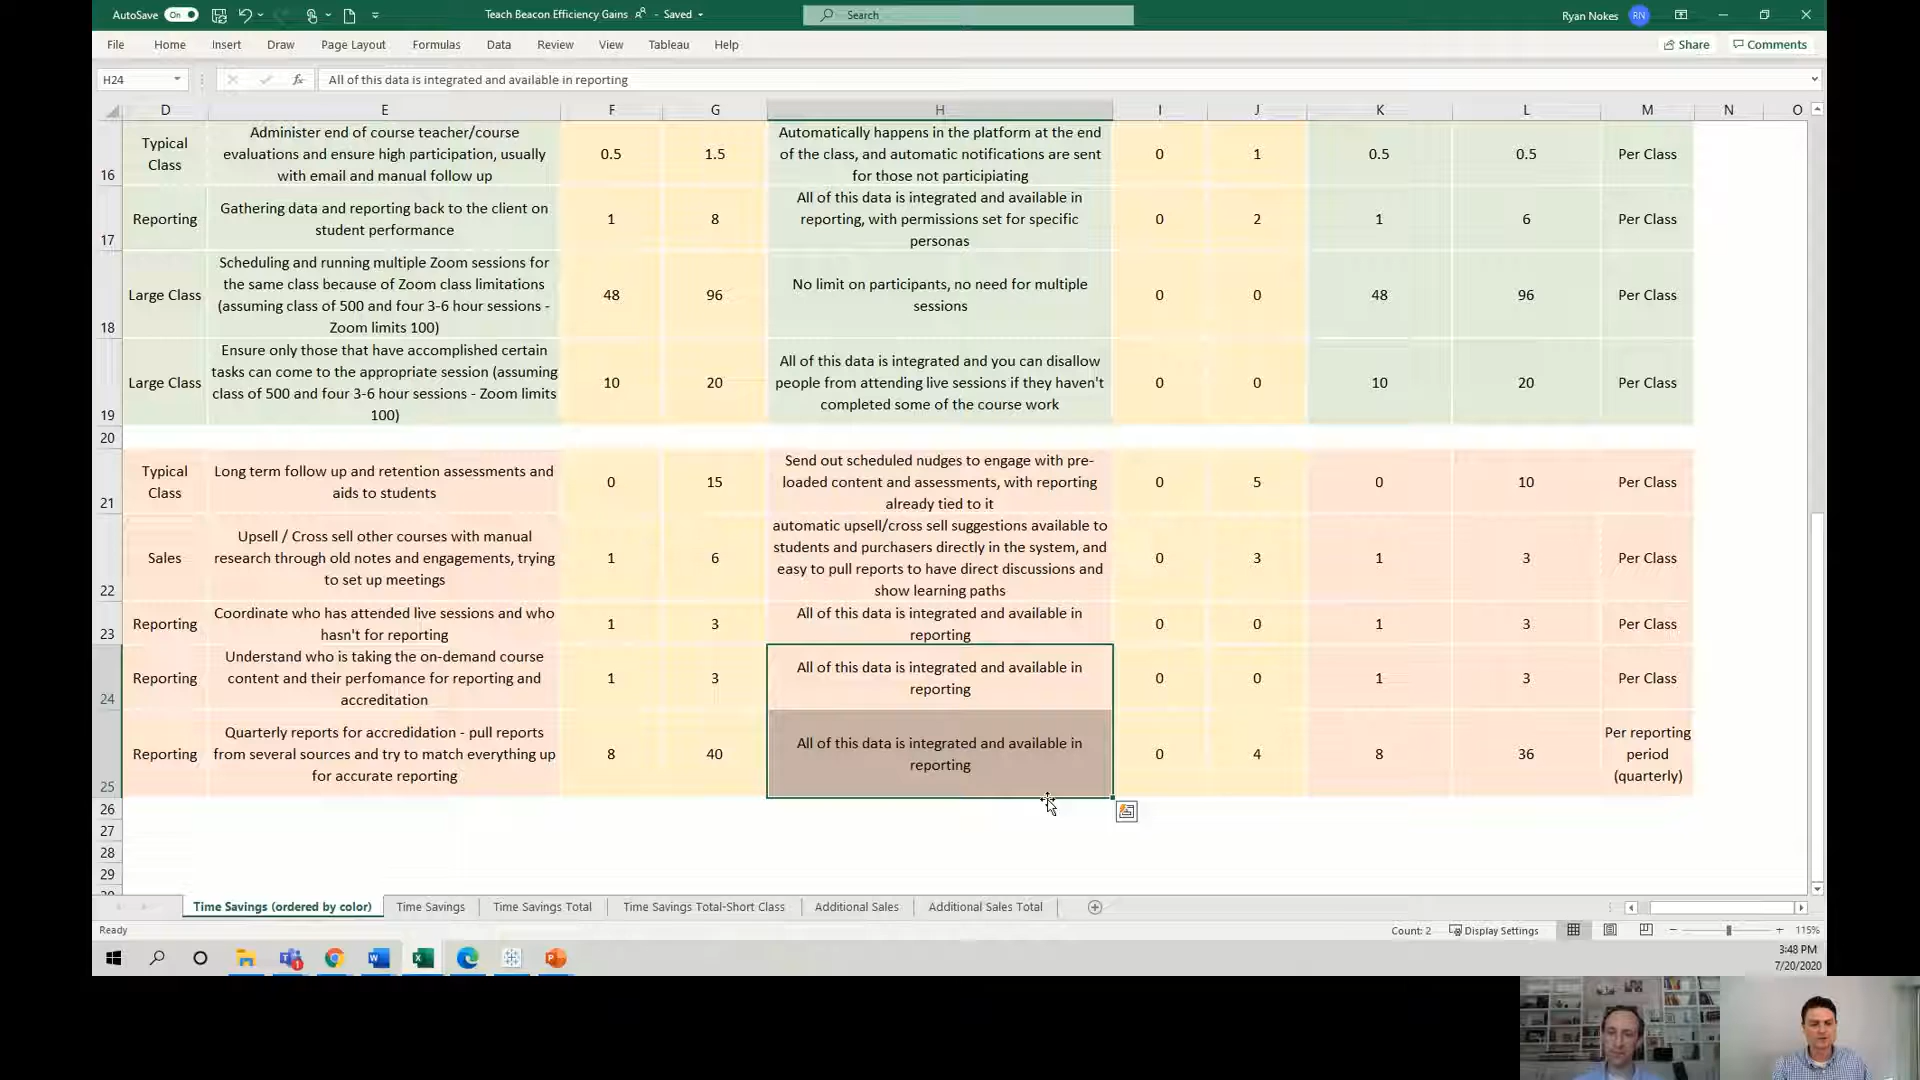 AutoSave On Teach Beacon Efficiency Gains - Saved Search Ryan Nokes RN
File Home Insert Draw Page Layout Formulas Data Review View Tableau Help Share Comments
H24 fx All of this data is integrated and available in reporting
D E F G H I J K L M N O
16
Typical
Class
Administer end of course teacher/course
evaluations and ensure high participation, usually
with email and manual follow up
0.5 1.5
Automatically happens in the platform at the end
of the class, and automatic notifications are sent
for those not participiating
0 1 0.5 0.5 Per Class
17
Reporting
Gathering data and reporting back to the client on
student performance
1 8
All of this data is integrated and available in
reporting, with permissions set for specific
personas
0 2 1 6 Per Class
18
Large Class
Scheduling and running multiple Zoom sessions for
the same class because of Zoom class limitations
(assuming class of 500 and four 3-6 hour sessions -
Zoom limits 100)
48 96
No limit on participants, no need for multiple
sessions
0 0 48 96 Per Class
19
Large Class
Ensure only those that have accomplished certain
tasks can come to the appropriate session (assuming
class of 500 and four 3-6 hour sessions - Zoom limits
100)
10 20
All of this data is integrated and you can disallow
people from attending live sessions if they haven't
completed some of the course work
0 0 10 20 Per Class
20
21
Typical
Class
Long term follow up and retention assessments and
aids to students
0 15
Send out scheduled nudges to engage with pre-
loaded content and assessments, with reporting
already tied to it
0 5 0 10 Per Class
22
Sales
Upsell / Cross sell other courses with manual
research through old notes and engagements, trying
to set up meetings
1 6
automatic upsell/cross sell suggestions available to
students and purchasers directly in the system, and
easy to pull reports to have direct discussions and
show learning paths
0 3 1 3 Per Class
23
Reporting
Coordinate who has attended live sessions and who
hasn't for reporting
1 3
All of this data is integrated and available in
reporting
0 0 1 3 Per Class
24
Reporting
Understand who is taking the on-demand course
content and their perfomance for reporting and
accreditation
1 3
All of this data is integrated and available in
reporting
0 0 1 3 Per Class
25
Reporting
Quarterly reports for accredidation - pull reports
from several sources and try to match everything up
for accurate reporting
8 40
All of this data is integrated and available in
reporting
0 4 8 36
Per reporting
period
(quarterly)
26
27
28
29
30
Time Savings (ordered by color) Time Savings Time Savings Total Time Savings Total-Short Class Additional Sales Additional Sales Total
Ready Count: 2 Display Settings 115%
3:48 PM
7/20/2020